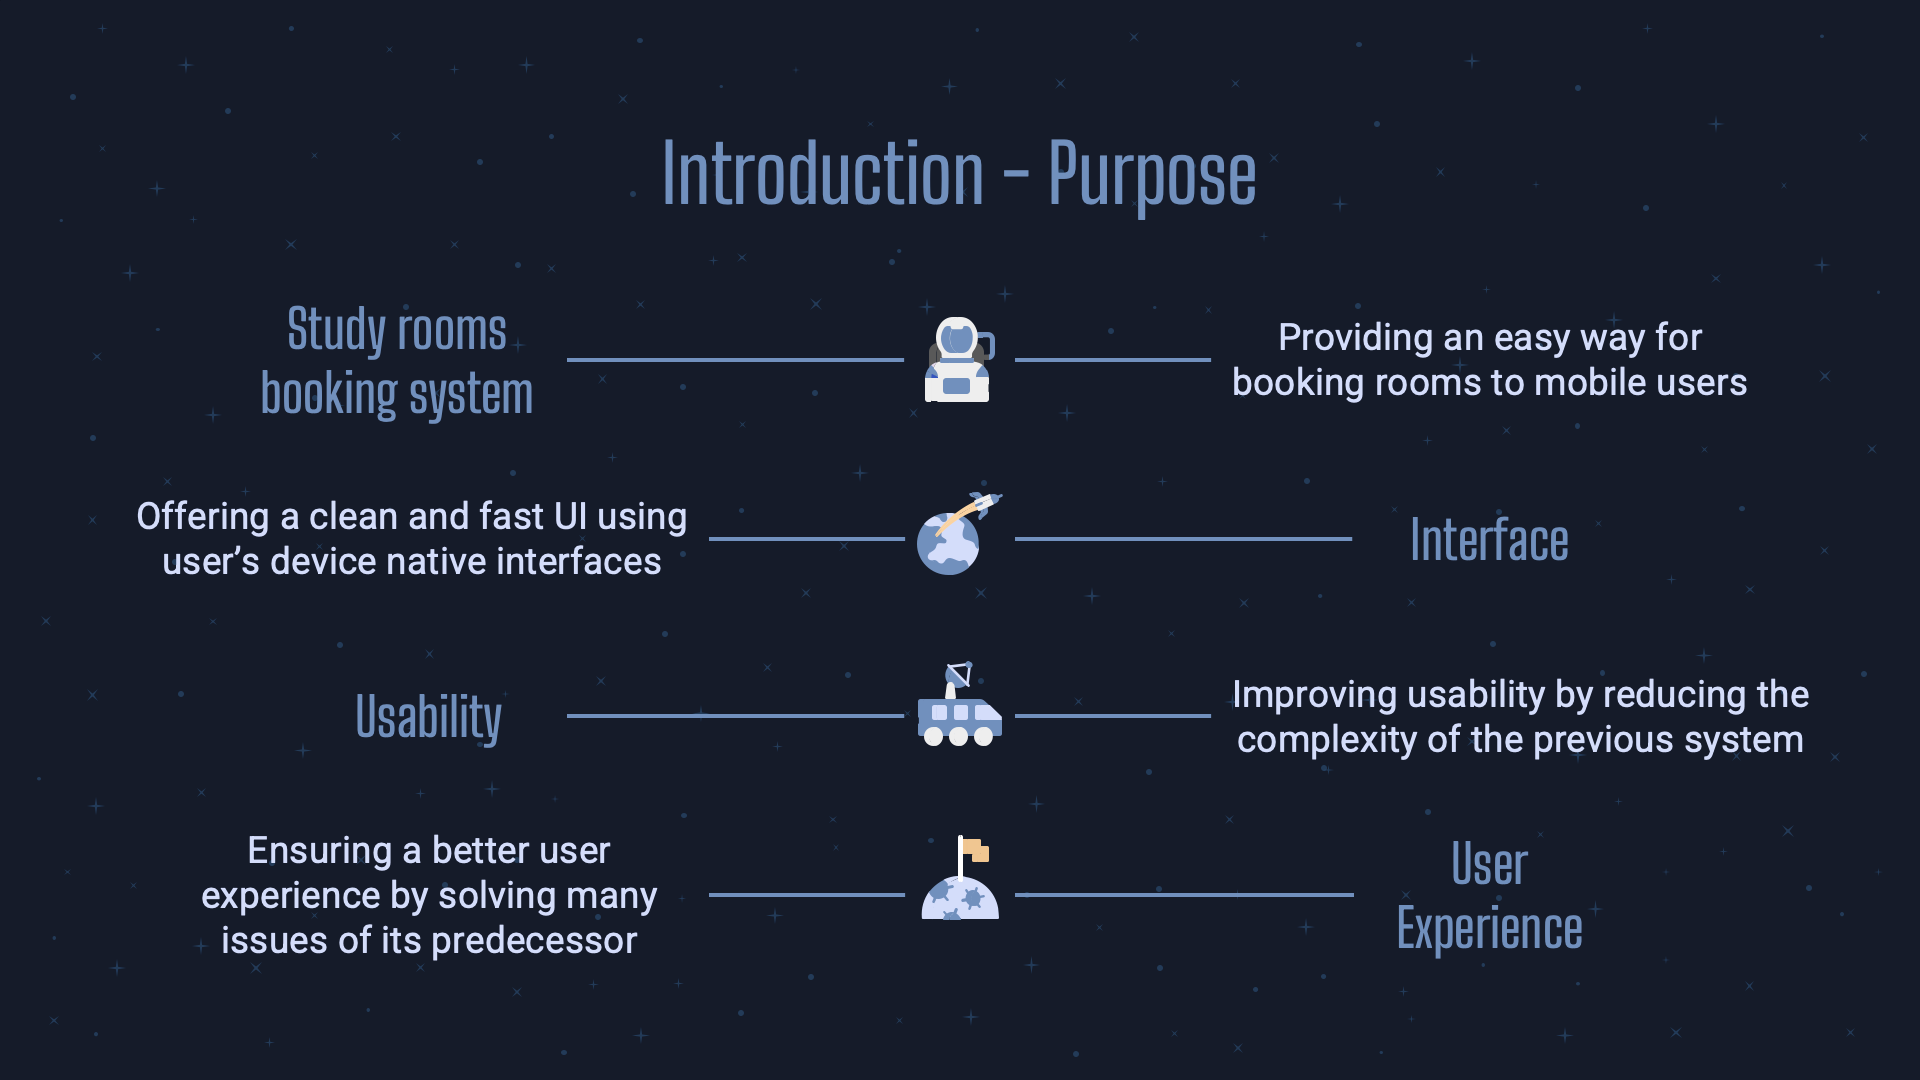 Introduction - Purpose
Study rooms
booking system
Providing an easy way for
booking rooms to mobile users
Offering a clean and fast UI using
user’s device native interfaces
Interface
Usability
Improving usability by reducing the
complexity of the previous system
Ensuring a better user
experience by solving many
issues of its predecessor
User
Experience